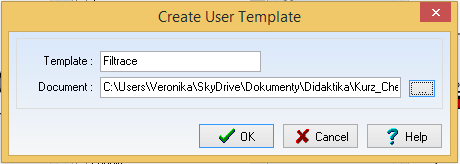 Create User Template
Template : Filtrace
Document : C:\Users\Veronika\SkyDrive\Dokumenty\Didaktika\Kurz_Che ...
OK Cancel ? Help